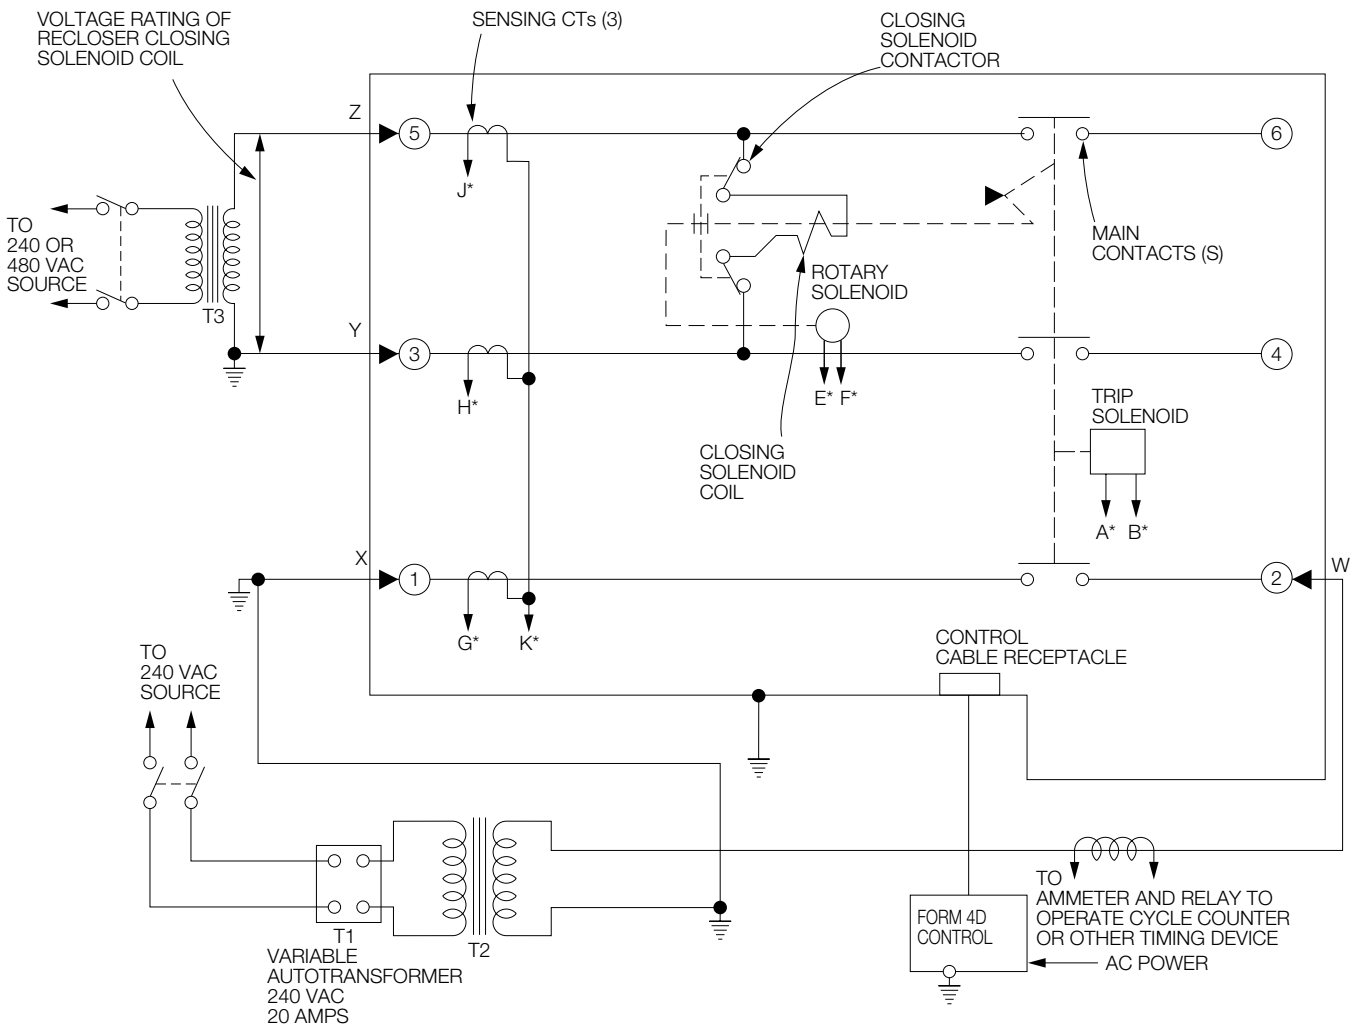 VOLTAGE RATING OF
RECLOSER CLOSING
SOLENOID COIL
SENSING CTs (3)
CLOSING
SOLENOID
CONTACTOR
Z
5
6
J*
TO
240 OR
480 VAC
SOURCE
T3
MAIN
CONTACTS (S)
ROTARY
SOLENOID
Y
3
4
H*
E* F*
CLOSING
SOLENOID
COIL
TRIP
SOLENOID
A* B*
X
1
2
W
G*
K*
CONTROL
CABLE RECEPTACLE
TO
240 VAC
SOURCE
T1
VARIABLE
AUTOTRANSFORMER
240 VAC
20 AMPS
T2
FORM 4D
CONTROL
TO
AMMETER AND RELAY TO
OPERATE CYCLE COUNTER
OR OTHER TIMING DEVICE
AC POWER